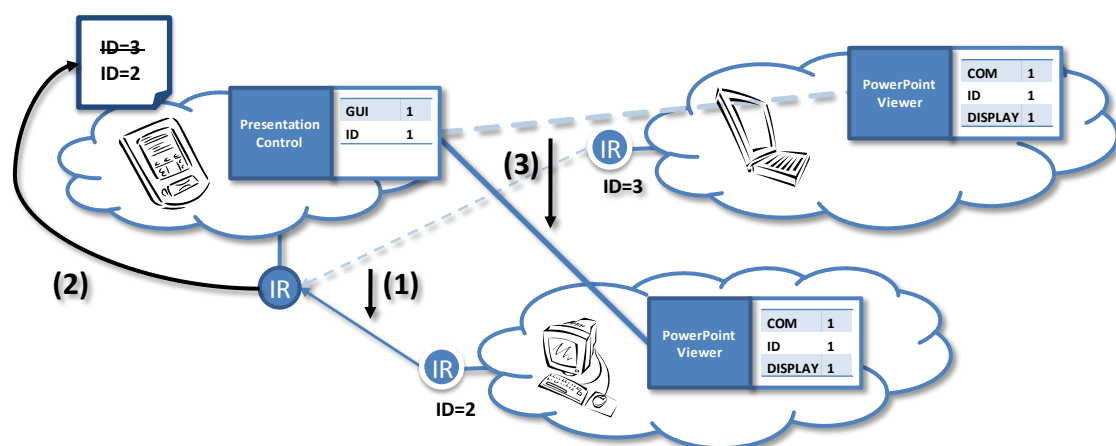 ID=3
ID=2
Presentation
Control
GUI 1
ID 1
PowerPoint
Viewer
COM 1
ID 1
DISPLAY 1
IR
ID=3
(3)
(2)
IR
(1)
IR
ID=2
PowerPoint
Viewer
COM 1
ID 1
DISPLAY 1